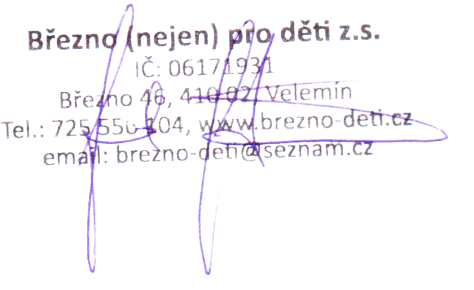 Březno (nejen) pro děti z.s.
IČ: 06171931
Březno 46, 410 02, Velemín
Tel.: 725 556 104, www.brezno-deti.cz
email: brezno-deti@seznam.cz